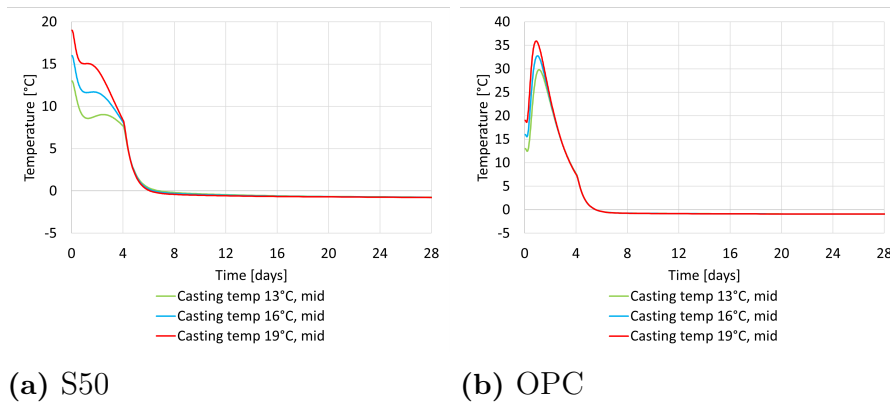 20
15
10
5
0
-5
Temperature [°C]
0 4 8 12 16 20 24 28
Time [days]
Casting temp 13°C, mid
Casting temp 16°C, mid
Casting temp 19°C, mid
(a) S50
40
35
30
25
20
15
10
5
0
-5
Temperature [°C]
0 4 8 12 16 20 24 28
Time [days]
Casting temp 13°C, mid
Casting temp 16°C, mid
Casting temp 19°C, mid
(b) OPC